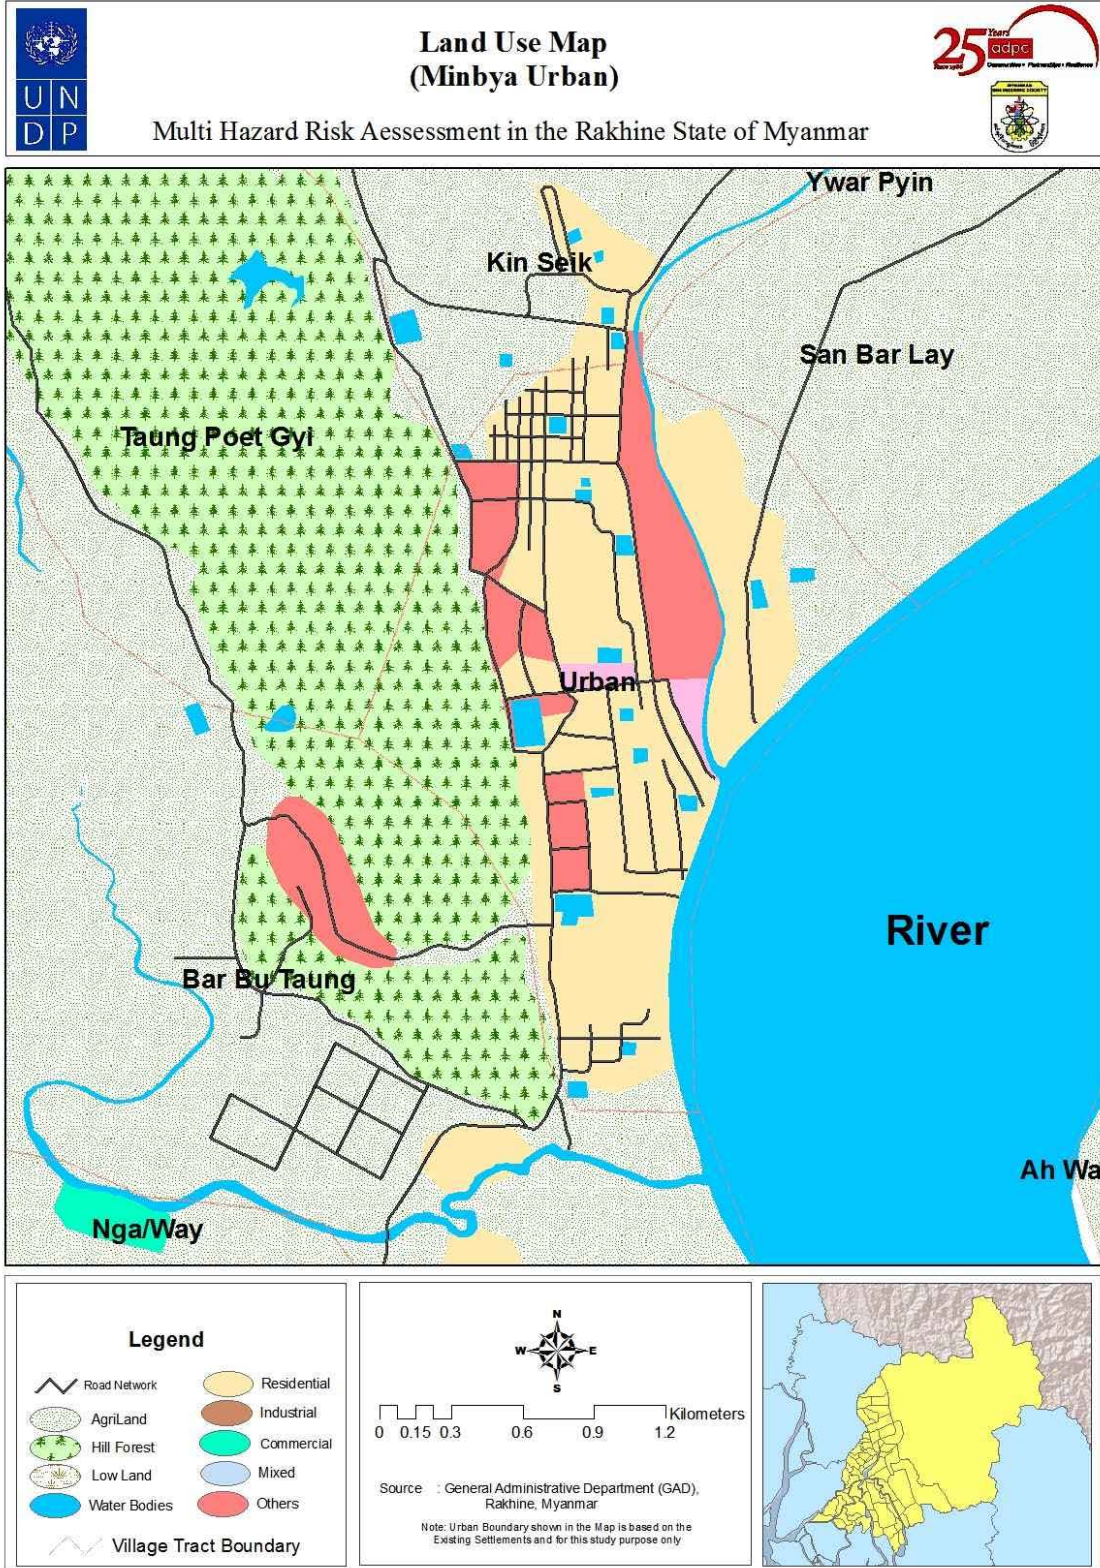 U N
D P
Land Use Map
(Minbya Urban)
Multi Hazard Risk Aessessment in the Rakhine State of Myanmar
25 Years
adpc
Ywar Pyin
Kin Seik
San Bar Lay
Taung Poet Gyi
Urban
River
Bar Bu Taung
Ah Wa
Nga/Way
Legend
Road Network
AgriLand
Hill Forest
Low Land
Water Bodies
Residential
Industrial
Commercial
Mixed
Others
Village Tract Boundary
N
W E
S
Kilometers
0 0.15 0.3 0.6 0.9 1.2
Source : General Administrative Department (GAD),
Rakhine, Myanmar
Note: Urban Boundary shown in the Map is based on the
Existing Settlements and for this study purpose only